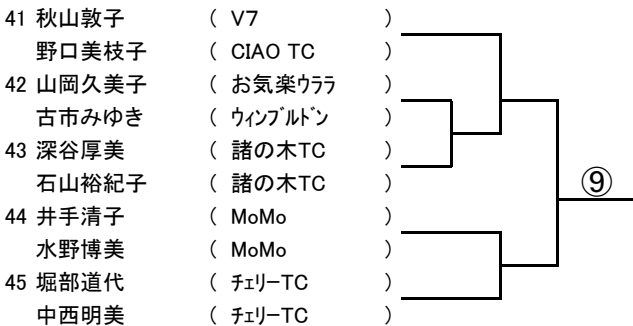 41 秋山敦子 ( V7 )
野口美枝子 ( CIAO TC )
42 山岡久美子 ( お気楽ウララ )
古市みゆき ( ウィンブルドン )
43 深谷厚美 ( 諸の木TC )
石山裕紀子 ( 諸の木TC )
⑨
44 井手清子 ( MoMo )
水野博美 ( MoMo )
45 堀部道代 ( チェリーTC )
中西明美 ( チェリーTC )